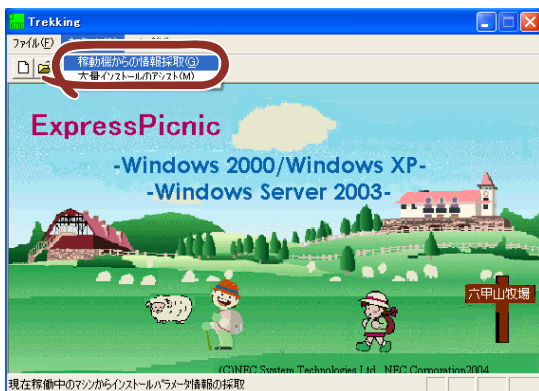 Trekking
ファイル(F)
稼動機からの情報採取(G)
大量インストールのアシスト(M)
ExpressPicnic
-Windows 2000/Windows XP-
-Windows Server 2003-
六甲山牧場
(C)NEC System Technologies,Ltd. NEC Corporation2004
現在稼働中のマシンからインストールパラメータ情報の採取